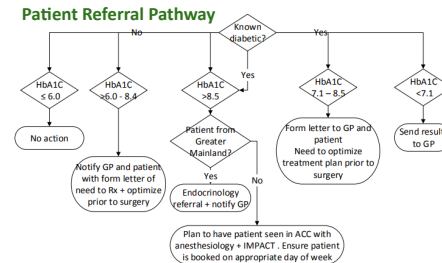 Patient Referral Pathway
Known
diabetic?
No
Yes
Yes
HbA1C
≤ 6.0
HbA1C
>6.0 - 8.4
HbA1C
>8.5
HbA1C
7.1 – 8.5
HbA1C
<7.1
No action
Patient from
Greater
Mainland?
Form letter to GP and
patient
Need to optimize
treatment plan prior to
surgery
Send result
to GP
Notify GP and patient
with form letter of
need to Rx + optimize
prior to surgery
Yes
No
Endocrinology
referral + notify GP
Plan to have patient seen in ACC with
anesthesiology + IMPACT . Ensure patient
is booked on appropriate day of week